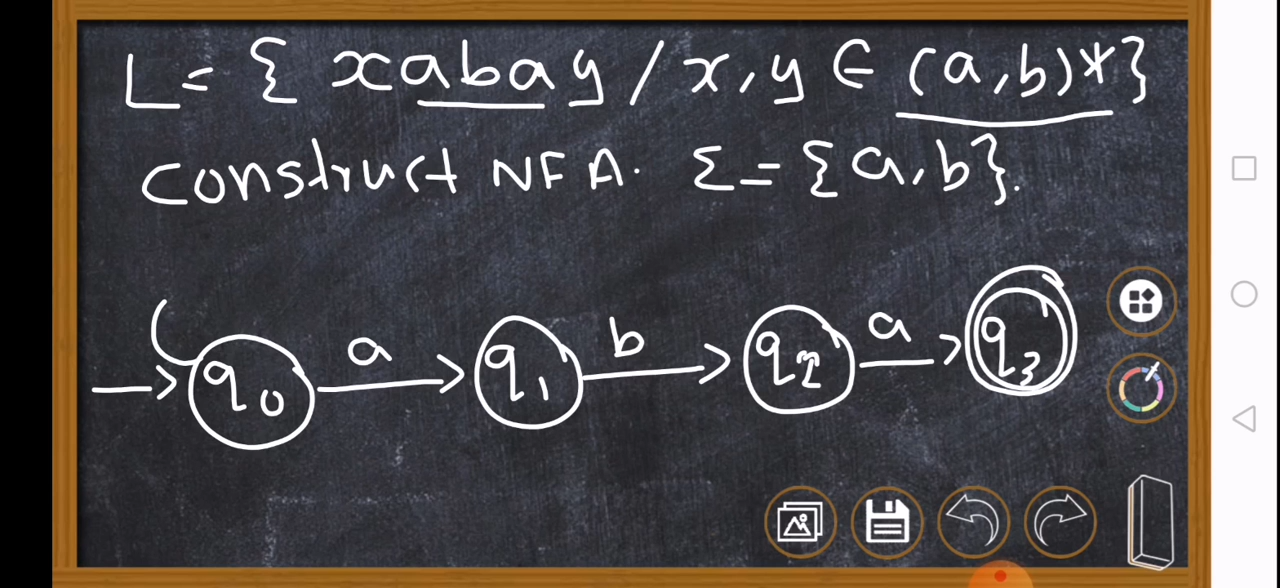 L = { xabay / x, y ∈ (a,b)* }
construct NFA. Σ = {a, b}.
q0 a q1 b q2 a q3